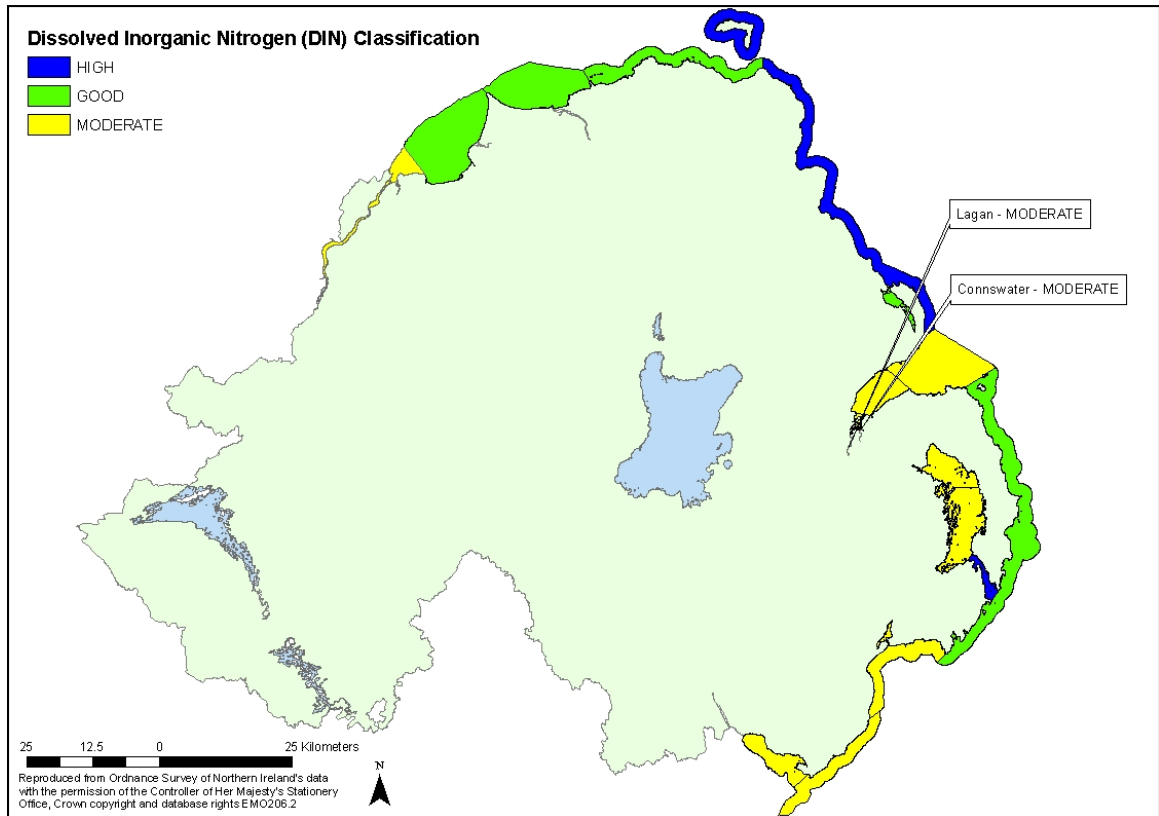 Dissolved Inorganic Nitrogen (DIN) Classification
HIGH
GOOD
MODERATE
Lagan - MODERATE
Connswater - MODERATE
25 12.5 0 25 Kilometers
Reproduced from Ordnance Survey of Northern Ireland's data
with the permission of the Controller of Her Majesty's Stationery
Office, Crown copyright and database rights EMO206.2
N